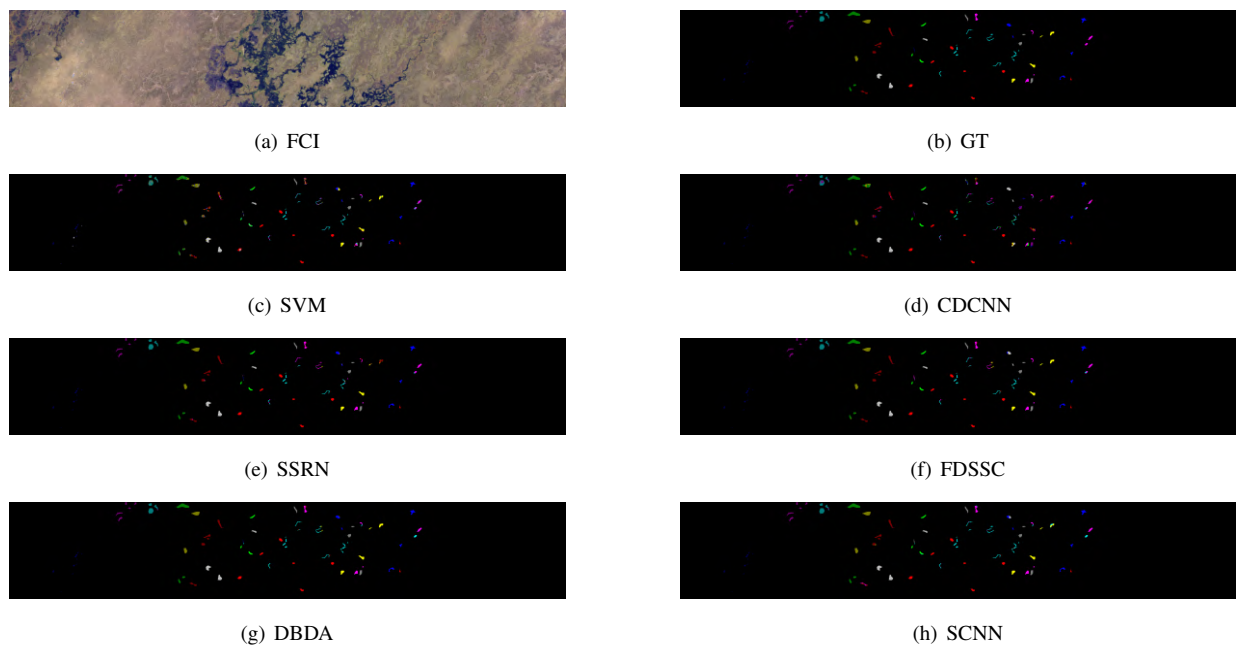 (a) FCI
(b) GT
(c) SVM
(d) CDCNN
(e) SSRN
(f) FDSSC
(g) DBDA
(h) SCNN